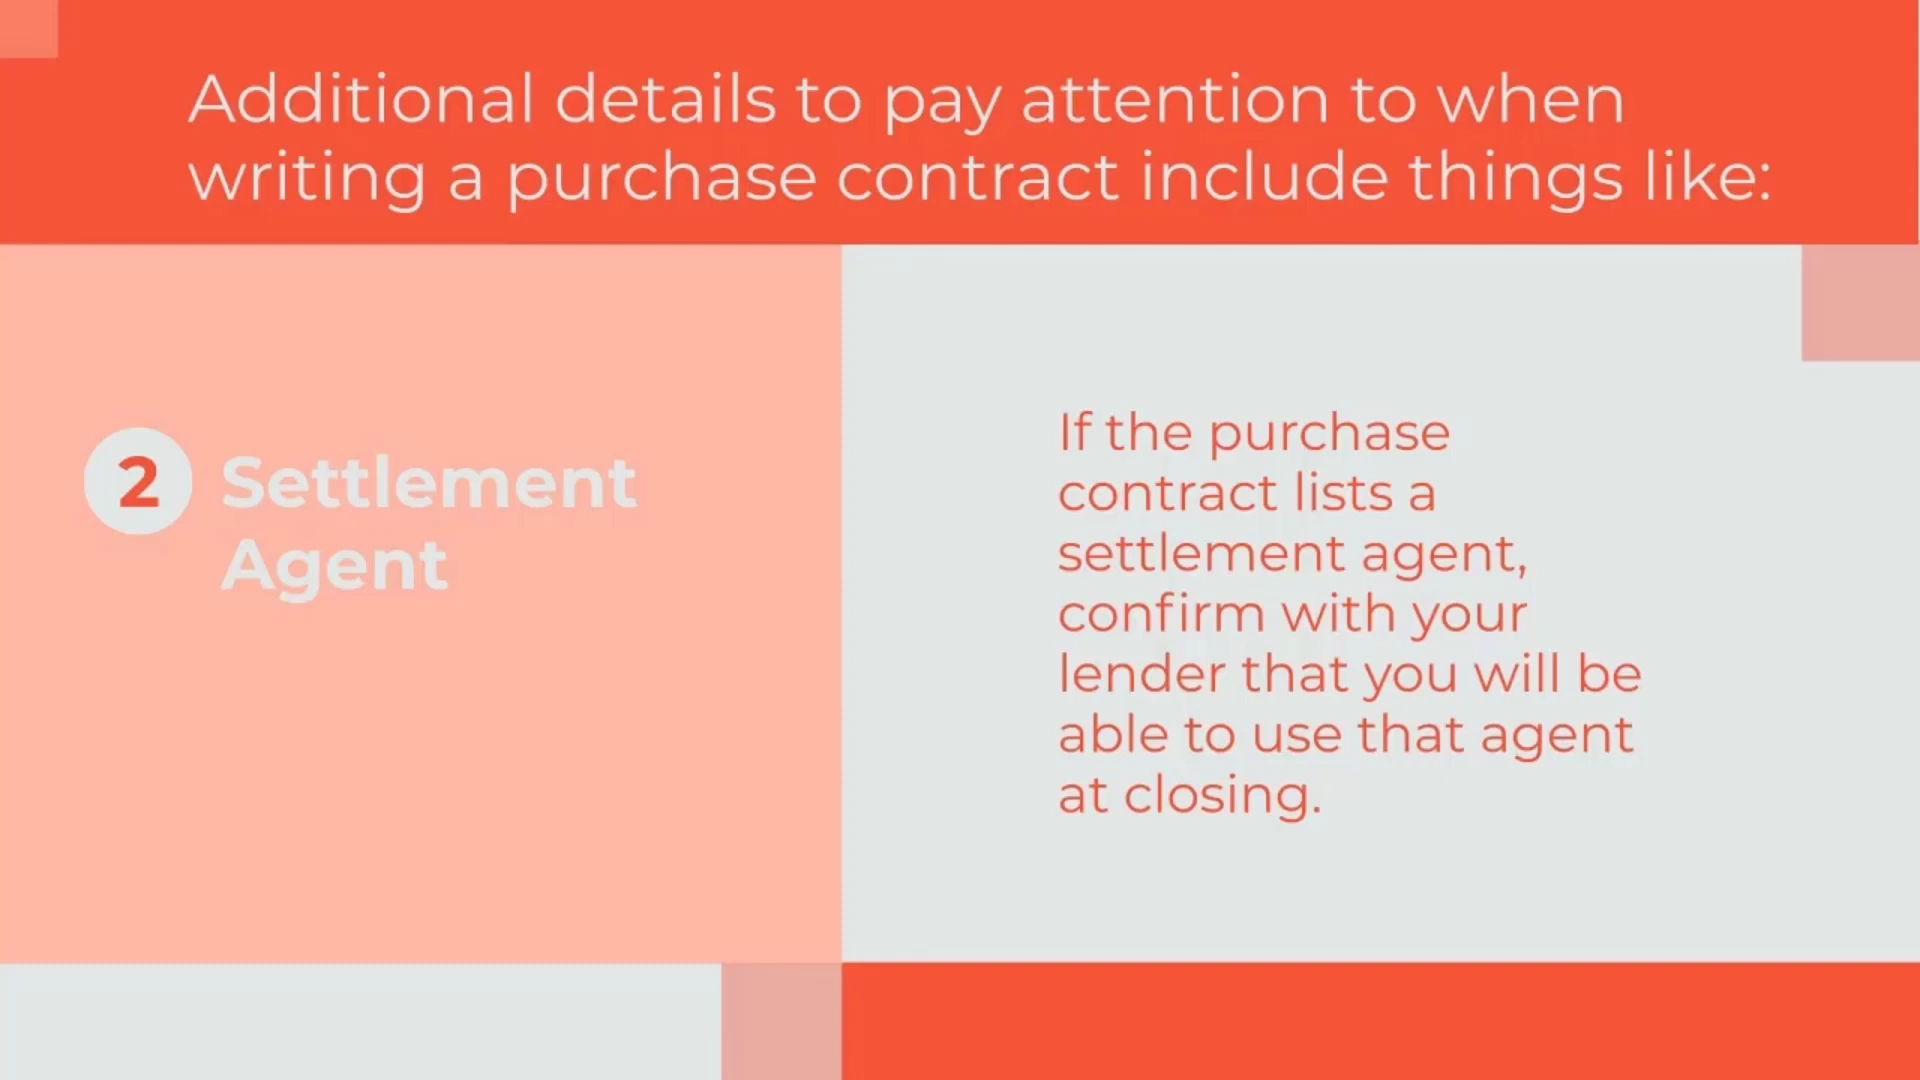 Additional details to pay attention to when
writing a purchase contract include things like:
2 Settlement
Agent
If the purchase
contract lists a
settlement agent,
confirm with your
lender that you will be
able to use that agent
at closing.